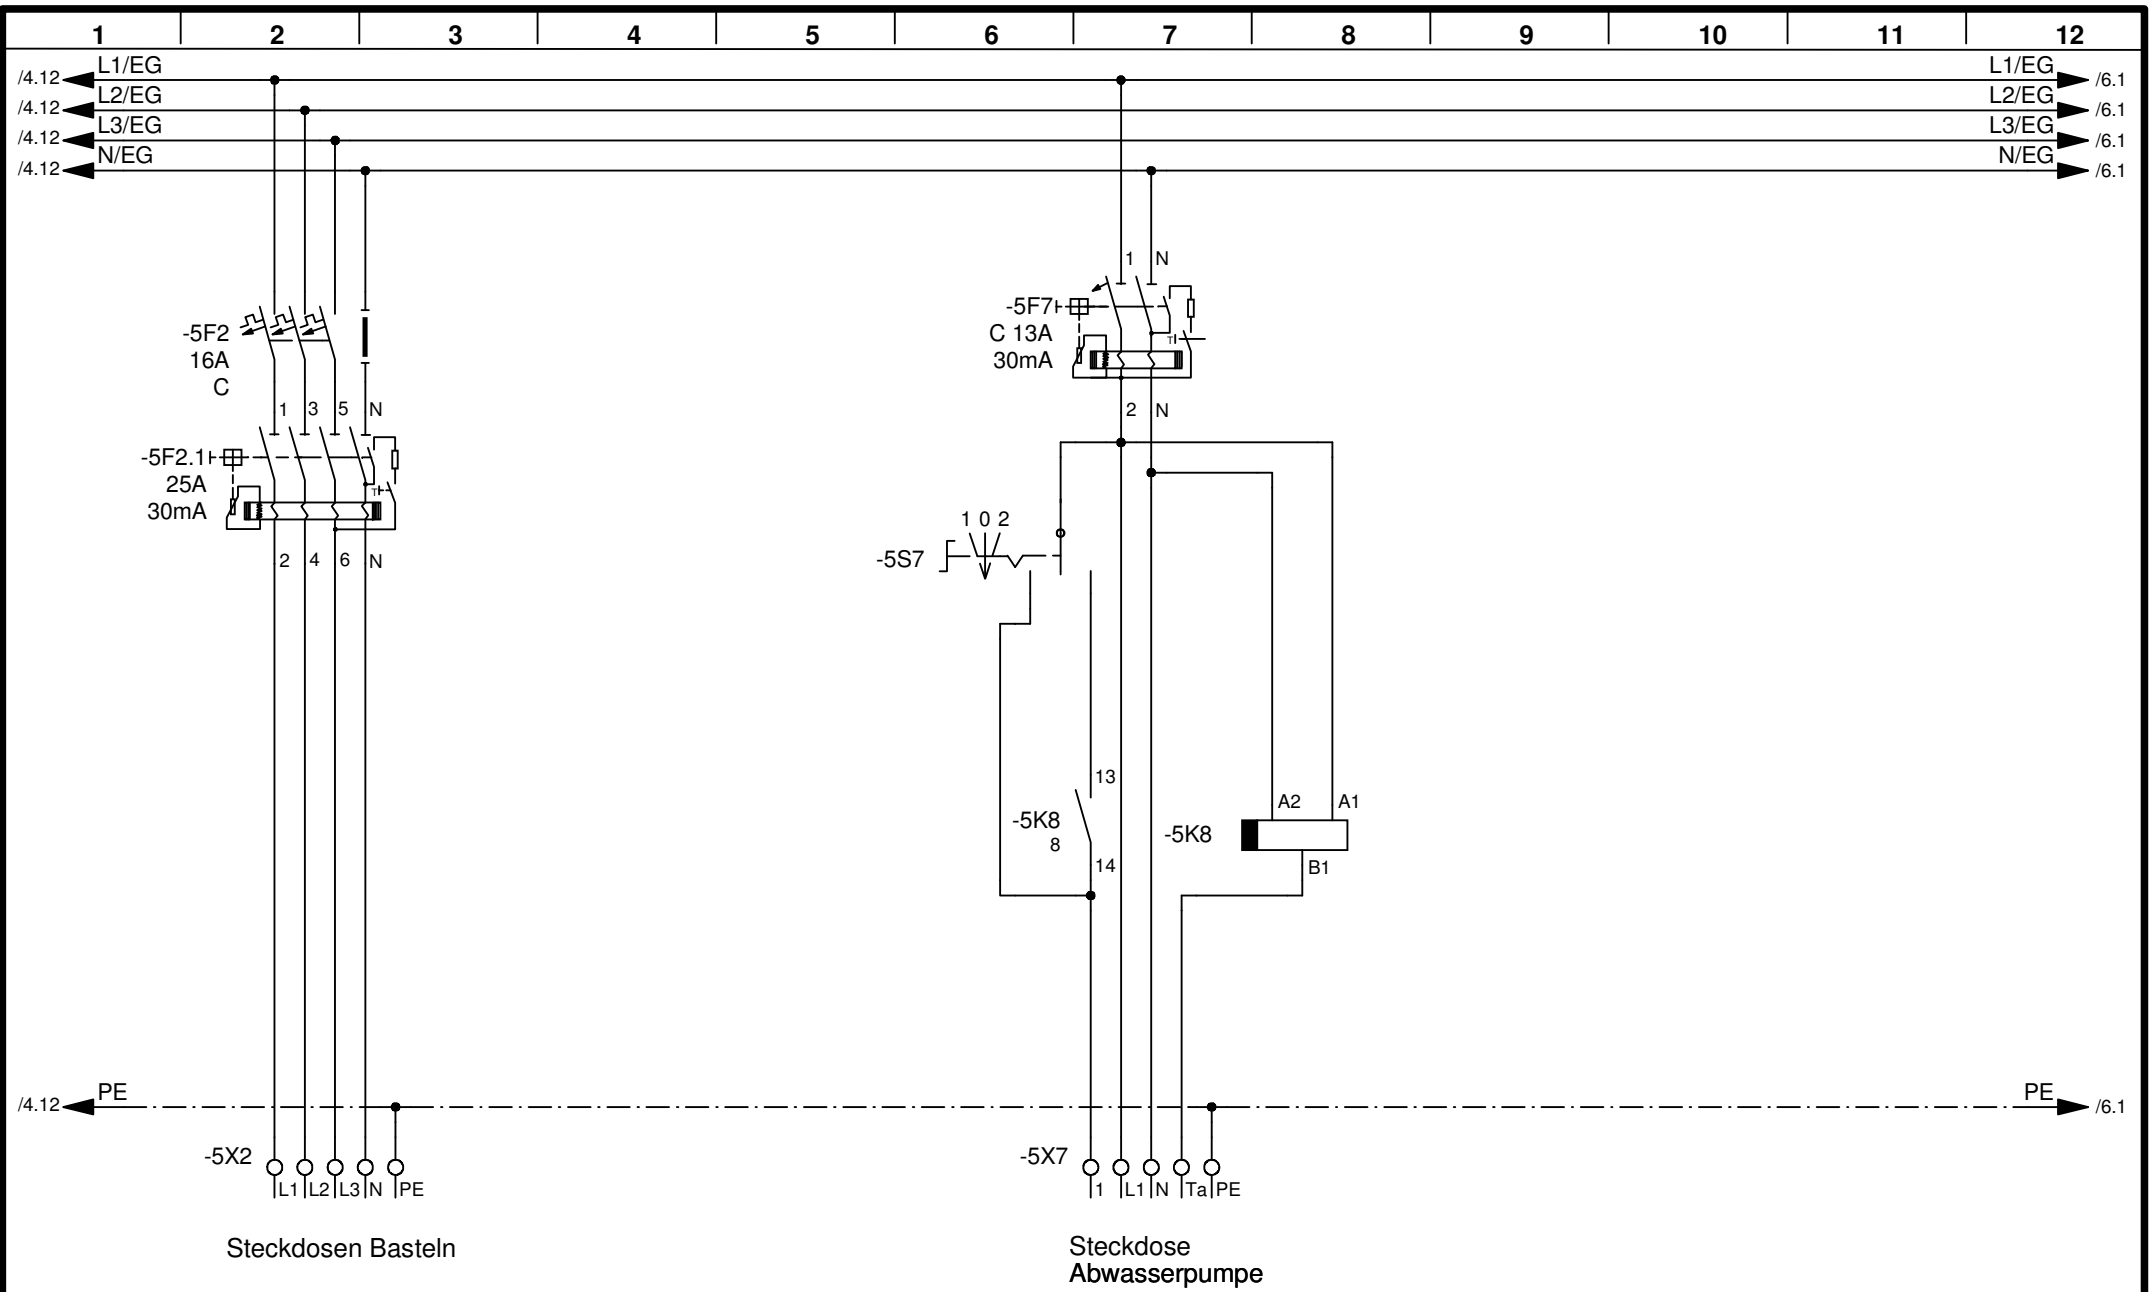 1 2 3 4 5 6 7 8 9 10 11 12
/4.12 L1/EG L1/EG /6.1
/4.12 L2/EG L2/EG /6.1
/4.12 L3/EG L3/EG /6.1
/4.12 N/EG N/EG /6.1
-5F2
16A
C
1 3 5 N
-5F2.1
25A
30mA
T
2 4 6 N
1 N
-5F7
C 13A
30mA
T
2 N
1 0 2
-5S7
13
-5K8
8
14
A2 A1
-5K8
B1
/4.12 PE PE /6.1
-5X2
L1 L2 L3 N PE
Steckdosen Basteln
-5X7
1 L1 N Ta PE
Steckdose
Abwasserpumpe